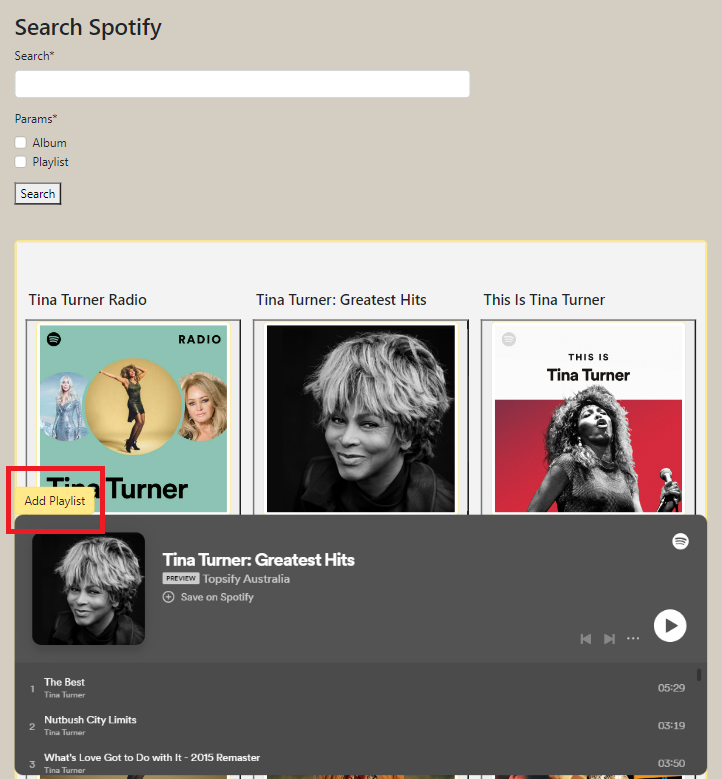 Search Spotify
Search*
Params*
Album
Playlist
Search
Tina Turner Radio
Tina Turner: Greatest Hits
This Is Tina Turner
RADIO
Tina Turner
THIS IS
Tina Turner
Add Playlist
Tina Turner: Greatest Hits
PREVIEW Topsify Australia
Save on Spotify
1 The Best 05:29
Tina Turner
2 Nutbush City Limits 03:19
Tina Turner
3 What's Love Got to Do with It - 2015 Remaster 03:50
Tina Turner